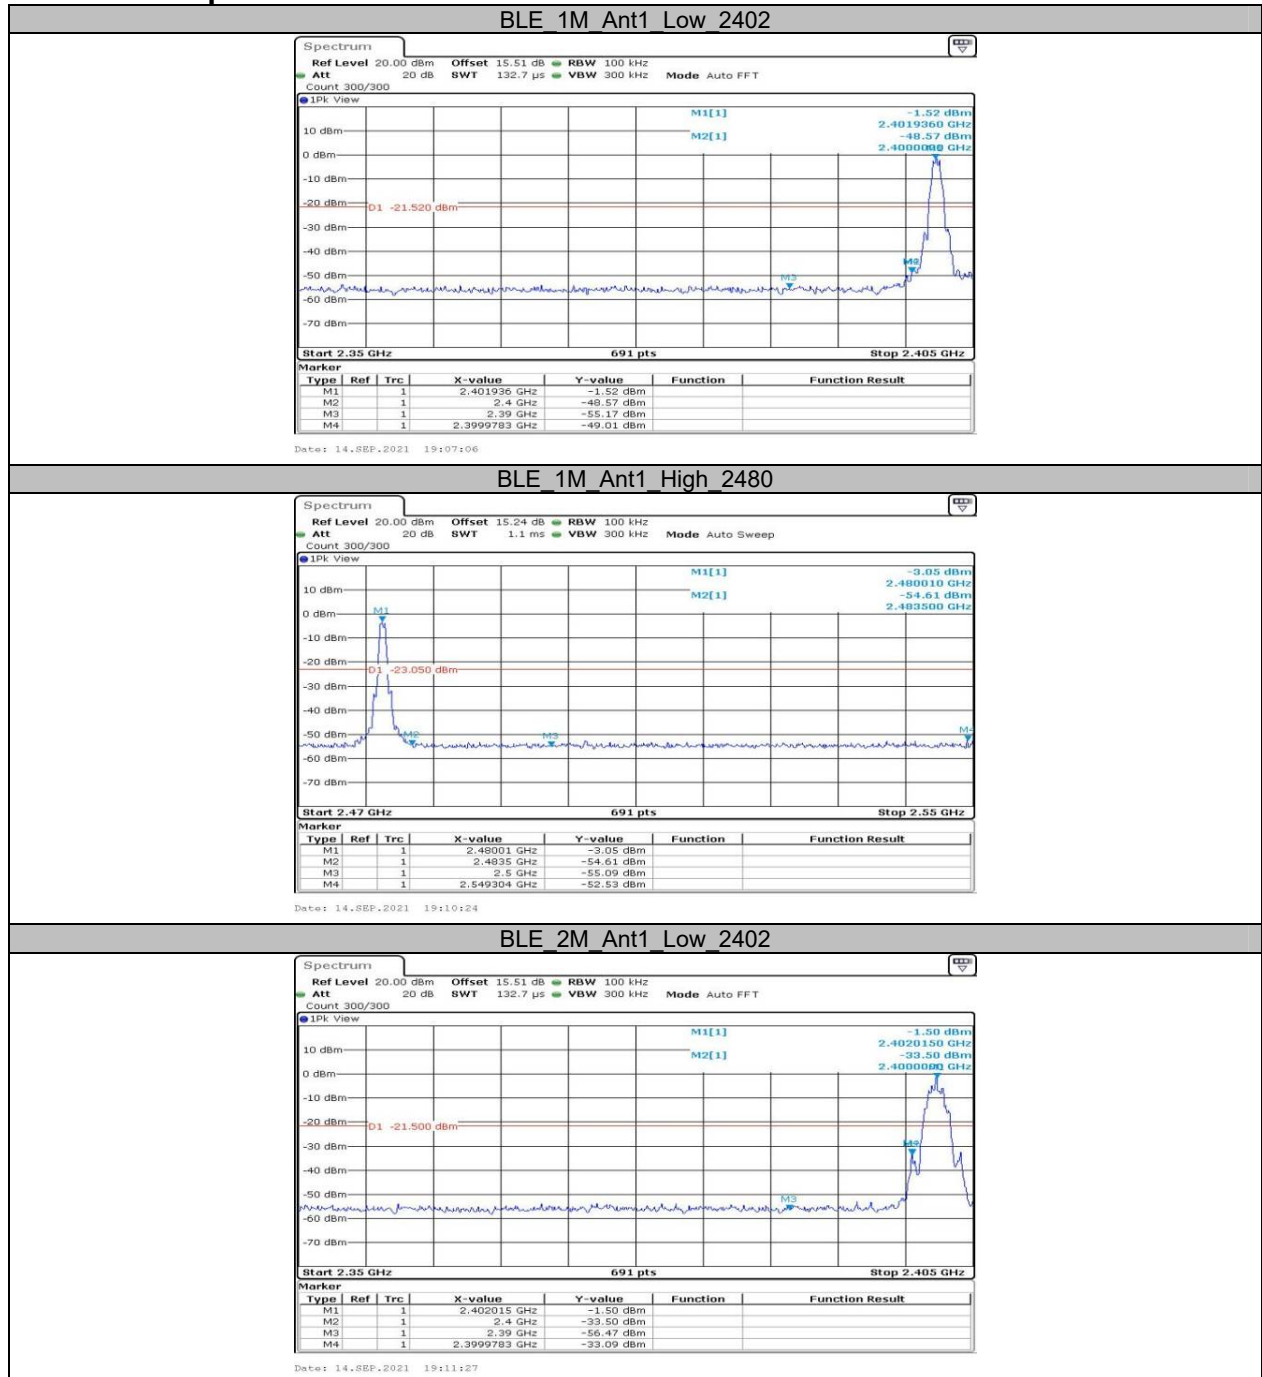 BLE_1M_Ant1_Low_2402
Spectrum
Ref Level 20.00 dBm Offset 15.51 dB RBW 100 kHz
Att 20 dB SWT 132.7 µs VBW 300 kHz Mode Auto FFT
Count 300/300
1Pk View
M1[1] -1.52 dBm
2.4019360 GHz
10 dBm
M2[1] -48.57 dBm
0 dBm
-10 dBm
-20 dBm
D1 -21.520 dBm
-30 dBm
-40 dBm
-50 dBm
M3
-60 dBm
-70 dBm
Start 2.35 GHz 691 pts Stop 2.405 GHz
Marker
Type Ref Trc X-value Y-value Function Function Result
M1 1 2.401936 GHz -1.52 dBm
M2 1 2.4 GHz -48.57 dBm
M3 1 2.39 GHz -55.17 dBm
M4 1 2.3999783 GHz -49.01 dBm
Date: 14.SEP.2021 19:07:06
BLE_1M_Ant1_High_2480
Spectrum
Ref Level 20.00 dBm Offset 15.24 dB RBW 100 kHz
Att 20 dB SWT 1.1 ms VBW 300 kHz Mode Auto Sweep
Count 300/300
1Pk View
M1[1] -3.05 dBm
2.480010 GHz
10 dBm
M2[1] -54.61 dBm
2.483500 GHz
0 dBm
M1
-10 dBm
-20 dBm
D1 -23.050 dBm
-30 dBm
-40 dBm
-50 dBm
M2 M3
-60 dBm
-70 dBm
Start 2.47 GHz 691 pts Stop 2.55 GHz
Marker
Type Ref Trc X-value Y-value Function Function Result
M1 1 2.48001 GHz -3.05 dBm
M2 1 2.4835 GHz -54.61 dBm
M3 1 2.5 GHz -55.09 dBm
M4 1 2.549304 GHz -52.53 dBm
Date: 14.SEP.2021 19:10:24
BLE_2M_Ant1_Low_2402
Spectrum
Ref Level 20.00 dBm Offset 15.51 dB RBW 100 kHz
Att 20 dB SWT 132.7 µs VBW 300 kHz Mode Auto FFT
Count 300/300
1Pk View
M1[1] -1.50 dBm
2.4020150 GHz
10 dBm
M2[1] -33.50 dBm
0 dBm
-10 dBm
-20 dBm
D1 -21.500 dBm
-30 dBm
-40 dBm
-50 dBm
M3
-60 dBm
-70 dBm
Start 2.35 GHz 691 pts Stop 2.405 GHz
Marker
Type Ref Trc X-value Y-value Function Function Result
M1 1 2.402015 GHz -1.50 dBm
M2 1 2.4 GHz -33.50 dBm
M3 1 2.39 GHz -56.47 dBm
M4 1 2.3999783 GHz -33.09 dBm
Date: 14.SEP.2021 19:11:27